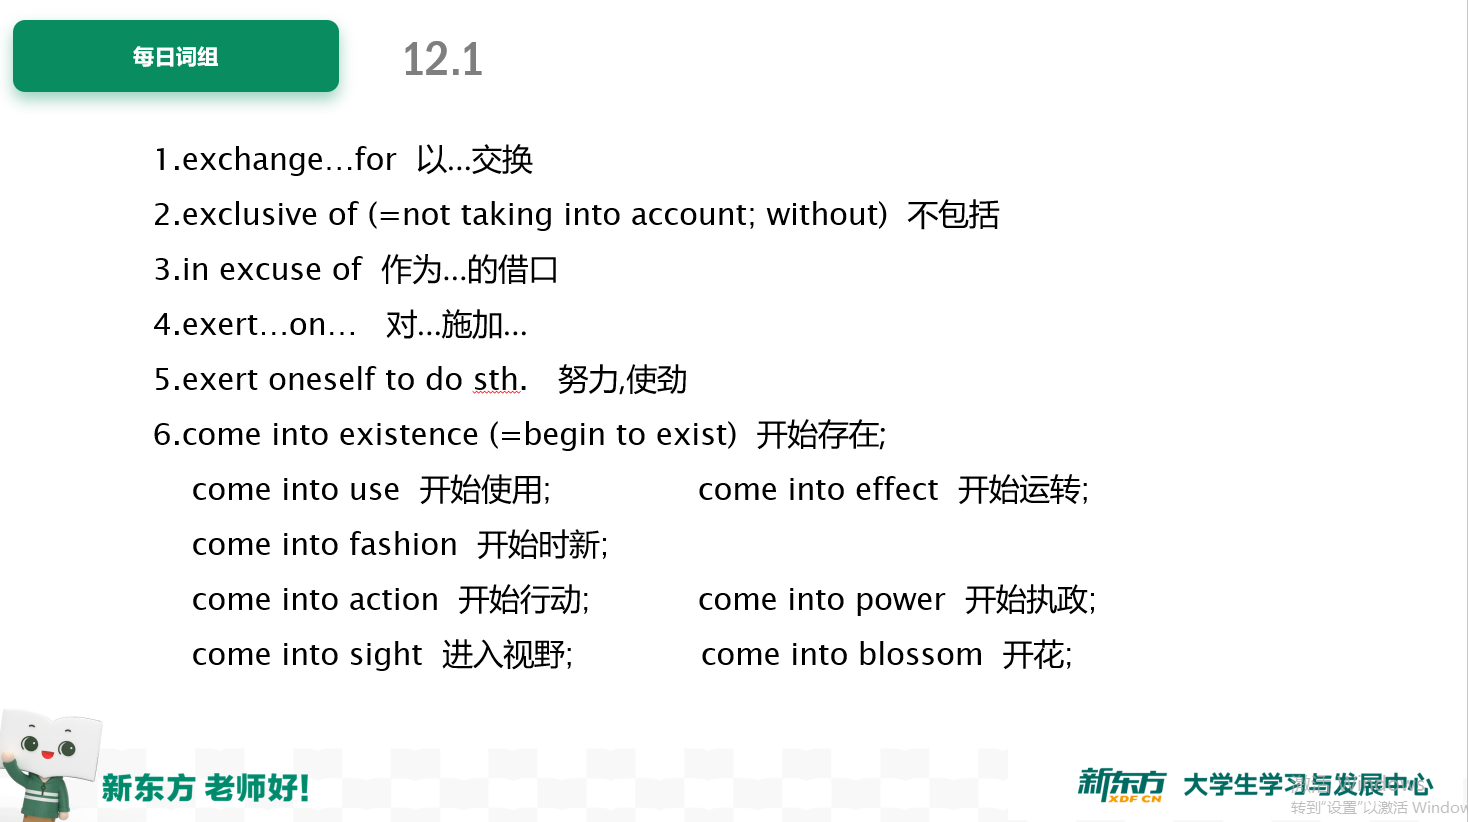 每日词组
12.1
1.exchange…for 以...交换
2.exclusive of (=not taking into account; without) 不包括
3.in excuse of 作为...的借口
4.exert…on… 对...施加...
5.exert oneself to do sth. 努力,使劲
6.come into existence (=begin to exist) 开始存在;
come into use 开始使用; come into effect 开始运转;
come into fashion 开始时新;
come into action 开始行动; come into power 开始执政;
come into sight 进入视野; come into blossom 开花;
新东方 老师好!
新东方 XDF.CN 大学生学习与发展中心
激活 Windows
转到"设置"以激活 Window